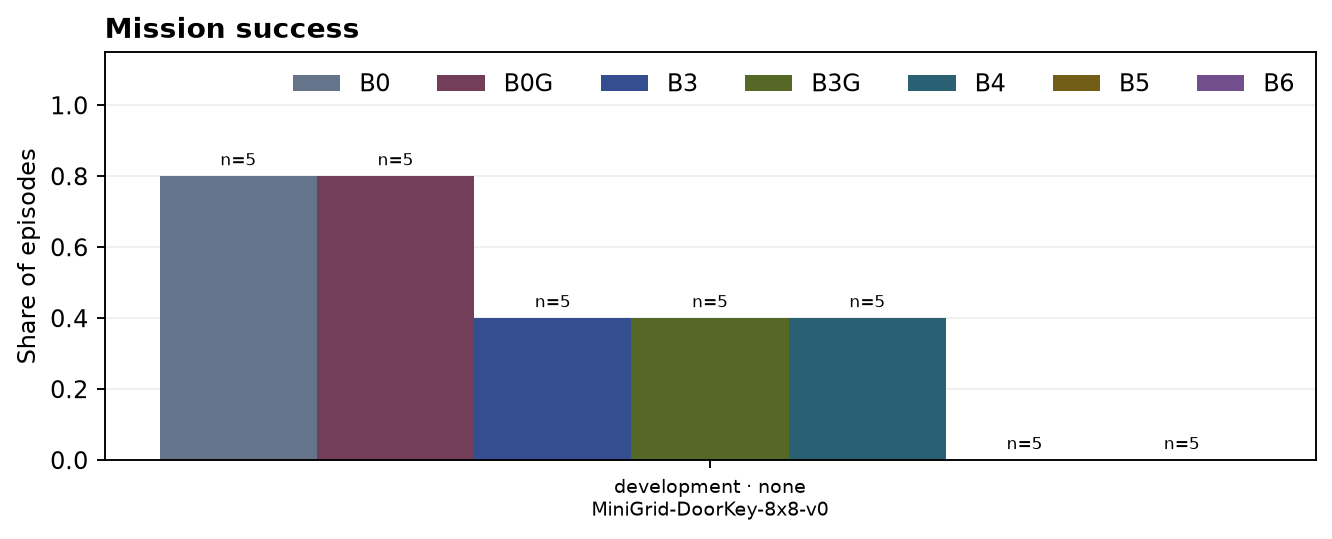 Mission success
B0 B0G B3 B3G B4 B5 B6
1.0
0.8
0.6
0.4
0.2
0.0
Share of episodes
n=5 n=5
n=5 n=5 n=5
n=5 n=5
development · none
MiniGrid-DoorKey-8x8-v0